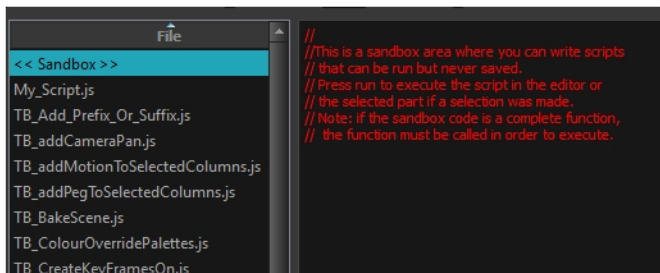 File
<< Sandbox >>
My_Script.js
TB_Add_Prefix_Or_Suffix.js
TB_addCameraPan.js
TB_addMotionToSelectedColumns.js
TB_addPegToSelectedColumns.js
TB_BakeScene.js
TB_ColourOverridePalettes.js
TB_CreateKeyFramesOn.js
//
//This is a sandbox area where you can write scripts
// that can be run but never saved.
// Press run to execute the script in the editor or
// the selected part if a selection was made.
// Note: if the sandbox code is a complete function,
//  the function must be called in order to execute.